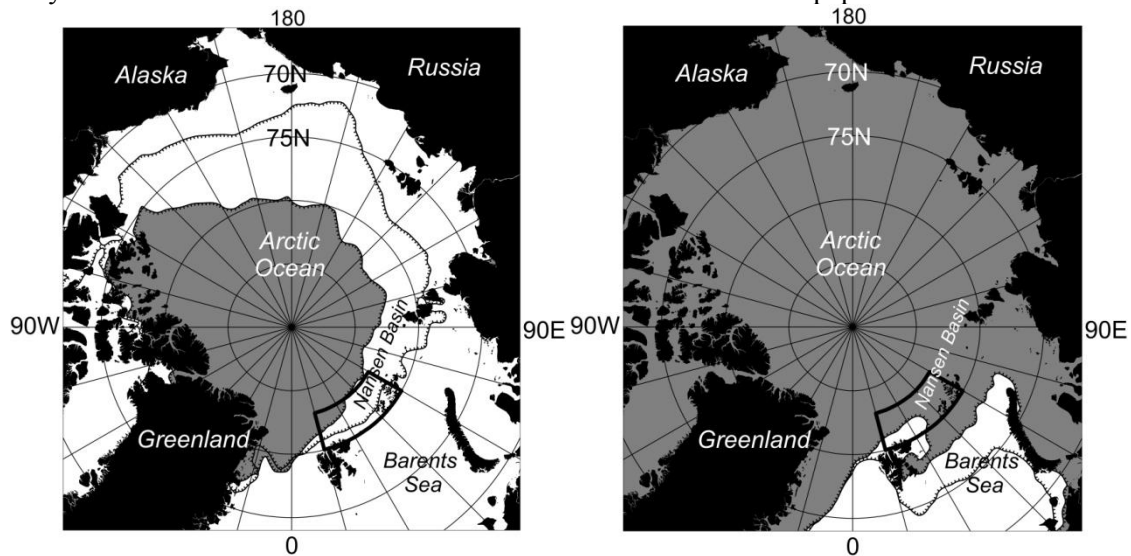 180
Alaska
Russia
70N
75N
Arctic
Ocean
90W
90E
Nansen Basin
Greenland
Barents
Sea
0
180
Alaska
Russia
70N
75N
Arctic
Ocean
90W
90E
Nansen Basin
Greenland
Barents
Sea
0